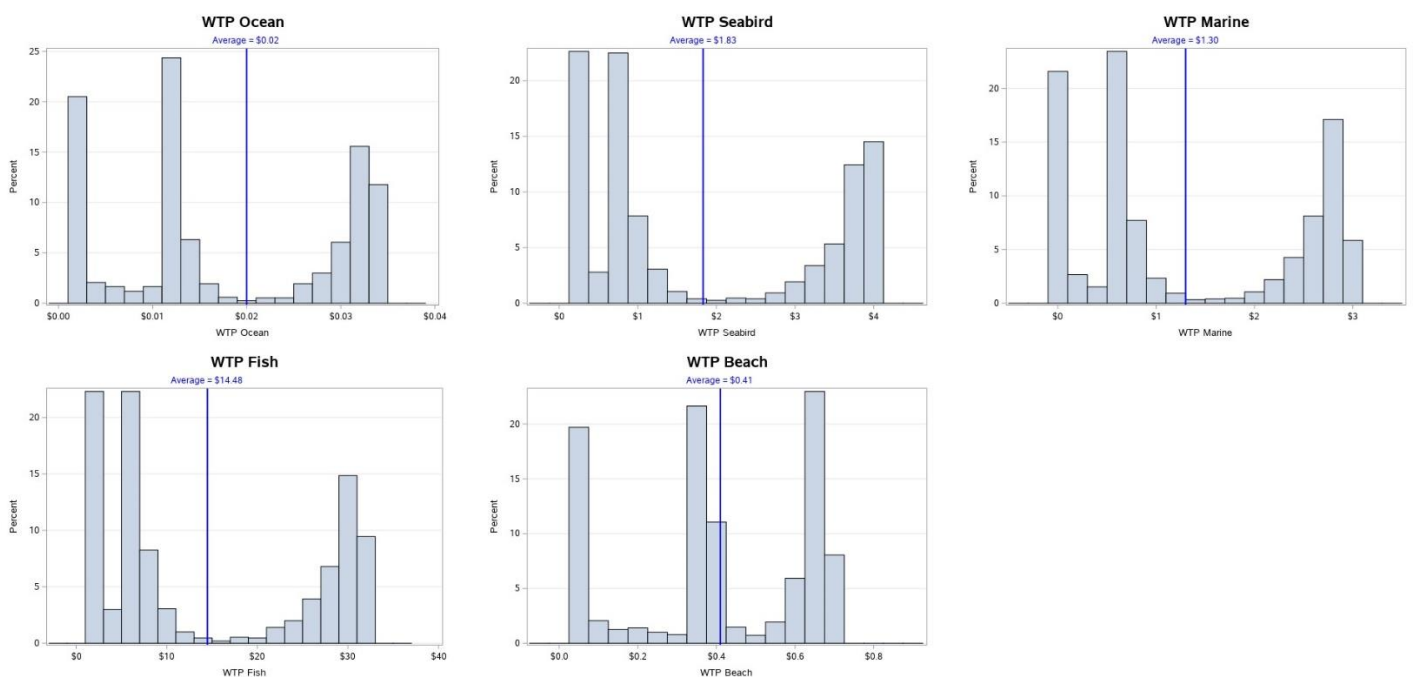 WTP Ocean
Average = $0.02
25
20
15
10
5
0
Percent
$0.00 $0.01 $0.02 $0.03 $0.04
WTP Ocean
WTP Seabird
Average = $1.83
20
15
10
5
0
Percent
$0 $1 $2 $3 $4
WTP Seabird
WTP Marine
Average = $1.30
20
15
10
5
0
Percent
$0 $1 $2 $3
WTP Marine
WTP Fish
Average = $14.48
20
15
10
5
0
Percent
$0 $10 $20 $30 $40
WTP Fish
WTP Beach
Average = $0.41
20
15
10
5
0
Percent
$0.0 $0.2 $0.4 $0.6 $0.8
WTP Beach